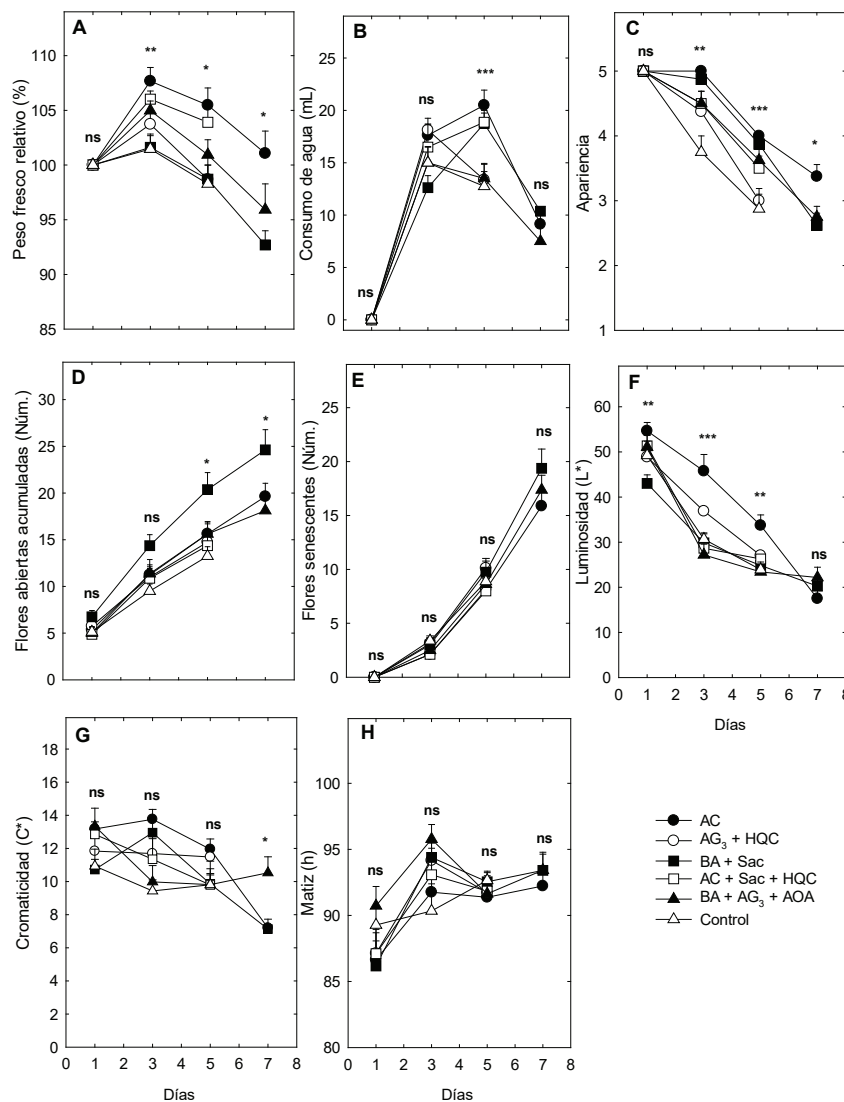 A
Peso fresco relativo (%)
110
105
100
95
90
85
ns
**
*
*
B
Consumo de agua (mL)
25
20
15
10
5
0
ns
ns
***
ns
C
Apariencia
5
4
3
2
1
ns
**
***
*
D
Flores abiertas acumuladas (Núm.)
30
25
20
15
10
5
0
ns
ns
*
*
E
Flores senescentes (Núm.)
25
20
15
10
5
0
ns
ns
ns
ns
F
Luminosidad (L*)
60
50
40
30
20
10
0
**
***
**
ns
0 1 2 3 4 5 6 7 8
Días
G
Cromaticidad (C*)
18
16
14
12
10
8
6
4
2
0
ns
ns
ns
*
0 1 2 3 4 5 6 7 8
Días
H
Matiz (h)
100
95
90
85
80
ns
ns
ns
ns
0 1 2 3 4 5 6 7 8
Días
AC
AG3 + HQC
BA + Sac
AC + Sac + HQC
BA + AG3 + AOA
Control